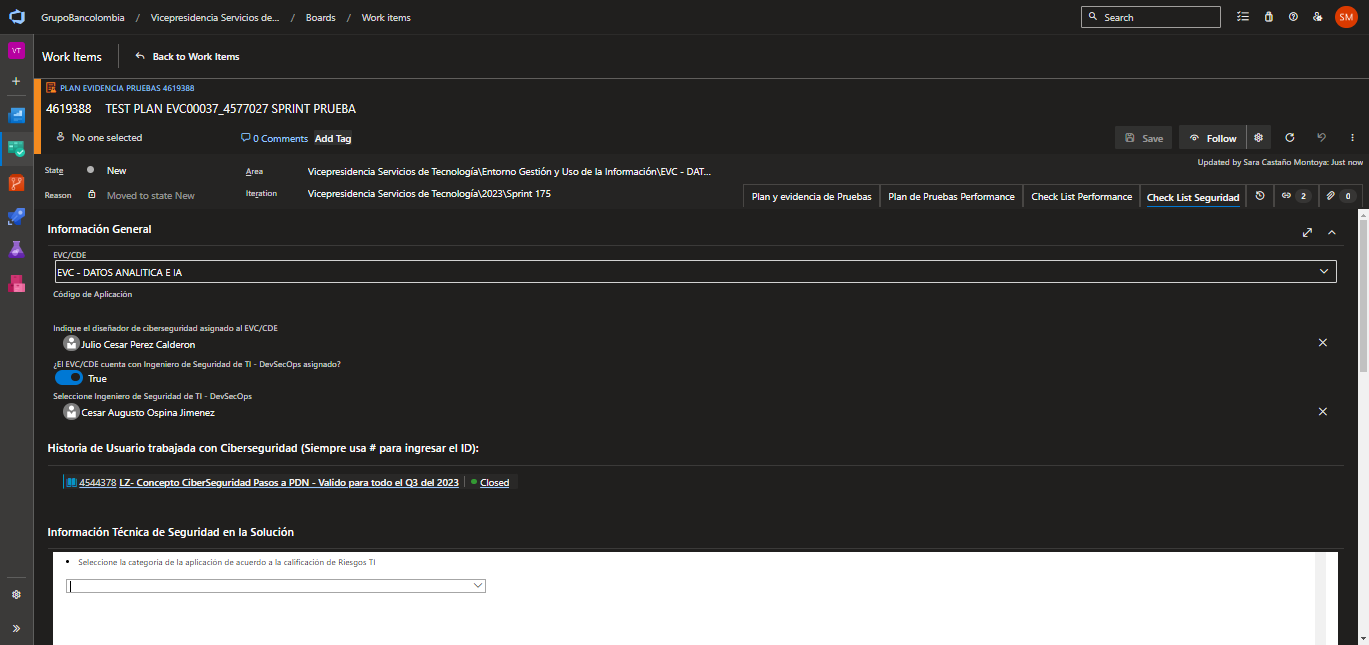 GrupoBancolombia / Vicepresidencia Servicios de... / Boards / Work items
Search
SM
VT
Work Items
Back to Work Items
PLAN EVIDENCIA PRUEBAS 4619388
4619388 TEST PLAN EVC00037_4577027 SPRINT PRUEBA
No one selected
0 Comments
Add Tag
Save
Follow
Updated by Sara Castaño Montoya: Just now
State New
Area Vicepresidencia Servicios de Tecnología\Entorno Gestión y Uso de la Información\EVC - DAT...
Reason Moved to state New
Iteration Vicepresidencia Servicios de Tecnología\2023\Sprint 175
Plan y evidencia de Pruebas
Plan de Pruebas Performance
Check List Performance
Check List Seguridad
2
0
Información General
EVC/CDE
EVC - DATOS ANALITICA E IA
Código de Aplicación
Indique el diseñador de ciberseguridad asignado al EVC/CDE
Julio Cesar Perez Calderon
¿El EVC/CDE cuenta con Ingeniero de Seguridad de TI - DevSecOps asignado?
True
Seleccione Ingeniero de Seguridad de TI - DevSecOps
Cesar Augusto Ospina Jimenez
Historia de Usuario trabajada con Ciberseguridad (Siempre usa # para ingresar el ID):
4544378 LZ- Concepto CiberSeguridad Pasos a PDN - Valido para todo el Q3 del 2023 Closed
Información Técnica de Seguridad en la Solución
• Seleccione la categoria de la aplicación de acuerdo a la calificación de Riesgos TI